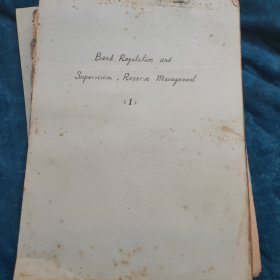 Bank Regulation and
Supervision, Reserve Management
(I)